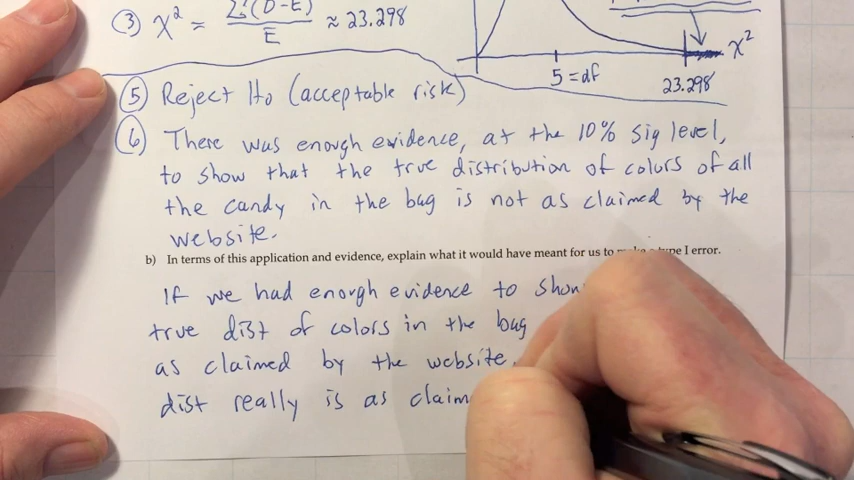 ③ χ² = Σ(O-E)/E ≈ 23.298
χ²
5 = df
23.298
⑤ Reject Ho (acceptable risk)
⑥ There was enough evidence, at the 10% sig level,
to show that the true distribution of colors of all
the candy in the bag is not as claimed by the
website.
b) In terms of this application and evidence, explain what it would have meant for us to type I error.
If we had enough evidence to show
true dist of colors in the bag
as claimed by the website,
dist really is as claim